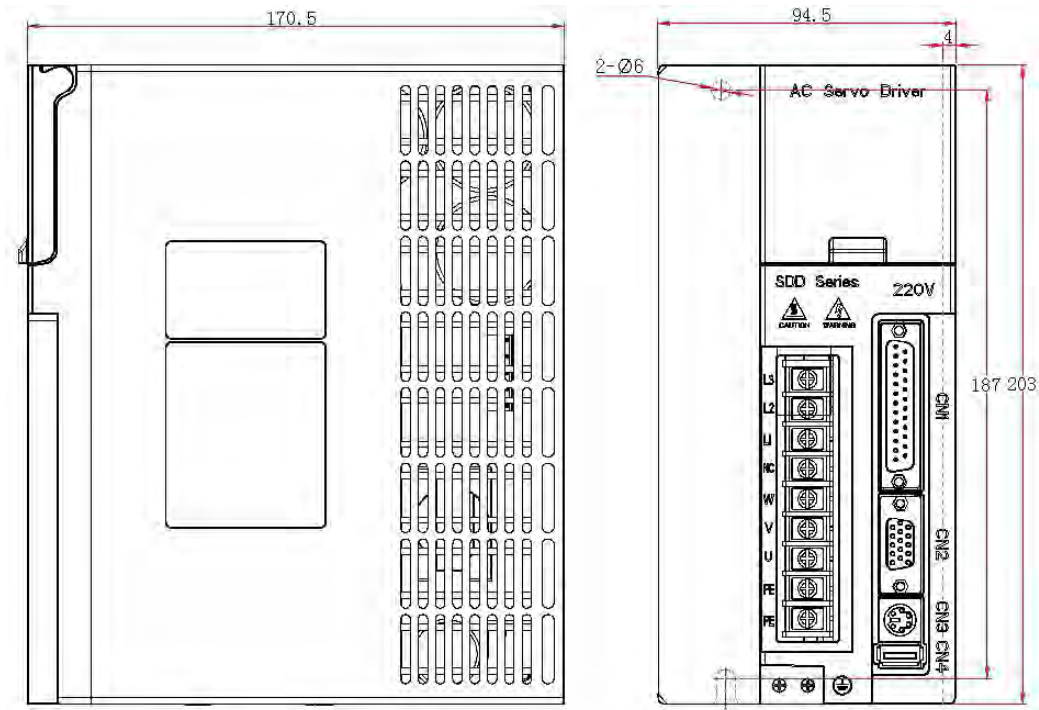 170.5
94.5
4
2-Ø6
AC Servo Driver
SDD Series
220V
CAUTION
WARNING
187
203
L3
L2
L1
NC
W
V
U
PE
PE
CN1
CN2
CN3
CN4